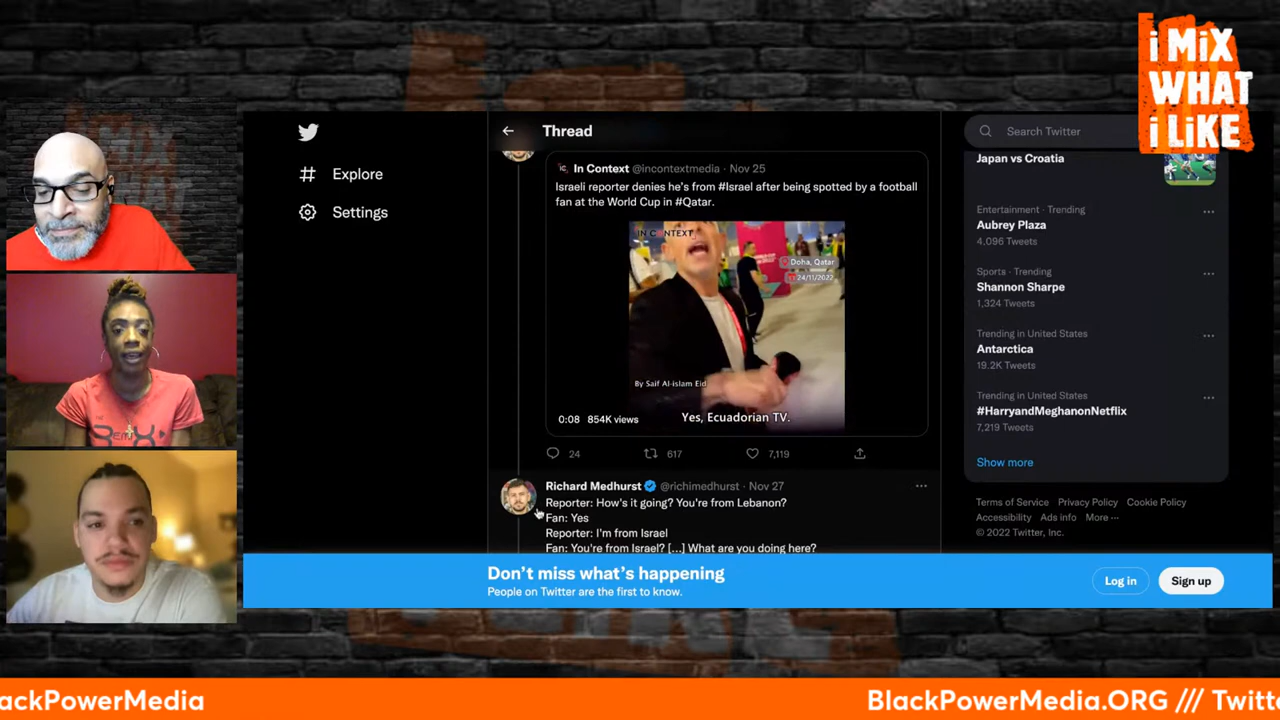 i MiX
WHAT
i LiKE
Thread
Search Twitter
Explore
Settings
In Context @incontextmedia · Nov 25
Israeli reporter denies he's from #Israel after being spotted by a football
fan at the World Cup in #Qatar.
IN CONTEXT
Doha, Qatar
24/11/2022
By Saif Al-islam Eid
Yes, Ecuadorian TV.
0:08 854K views
24 617 7,119
Richard Medhurst @richimedhurst · Nov 27
Reporter: How's it going? You're from Lebanon?
Fan: Yes
Reporter: I'm from Israel
Fan: You're from Israel? [...] What are you doing here?
Japan vs Croatia
Entertainment · Trending
Aubrey Plaza
4,096 Tweets
Sports · Trending
Shannon Sharpe
1,324 Tweets
Trending in United States
Antarctica
19.2K Tweets
Trending in United States
#HarryandMeghanonNetflix
7,219 Tweets
Show more
Terms of Service Privacy Policy Cookie Policy
Accessibility Ads info More ···
© 2022 Twitter, Inc.
Don't miss what's happening
People on Twitter are the first to know.
Log in
Sign up
ackPowerMedia
BlackPowerMedia.ORG /// Twitte